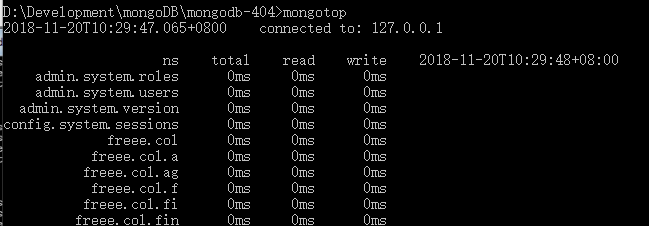 D:\Development\mongoDB\mongodb-404>mongotop
2018-11-20T10:29:47.065+0800 connected to: 127.0.0.1
ns total read write 2018-11-20T10:29:48+08:00
admin.system.roles 0ms 0ms 0ms
admin.system.users 0ms 0ms 0ms
admin.system.version 0ms 0ms 0ms
config.system.sessions 0ms 0ms 0ms
freee.col 0ms 0ms 0ms
freee.col.a 0ms 0ms 0ms
freee.col.ag 0ms 0ms 0ms
freee.col.f 0ms 0ms 0ms
freee.col.fi 0ms 0ms 0ms
freee.col.fin 0ms 0ms 0ms